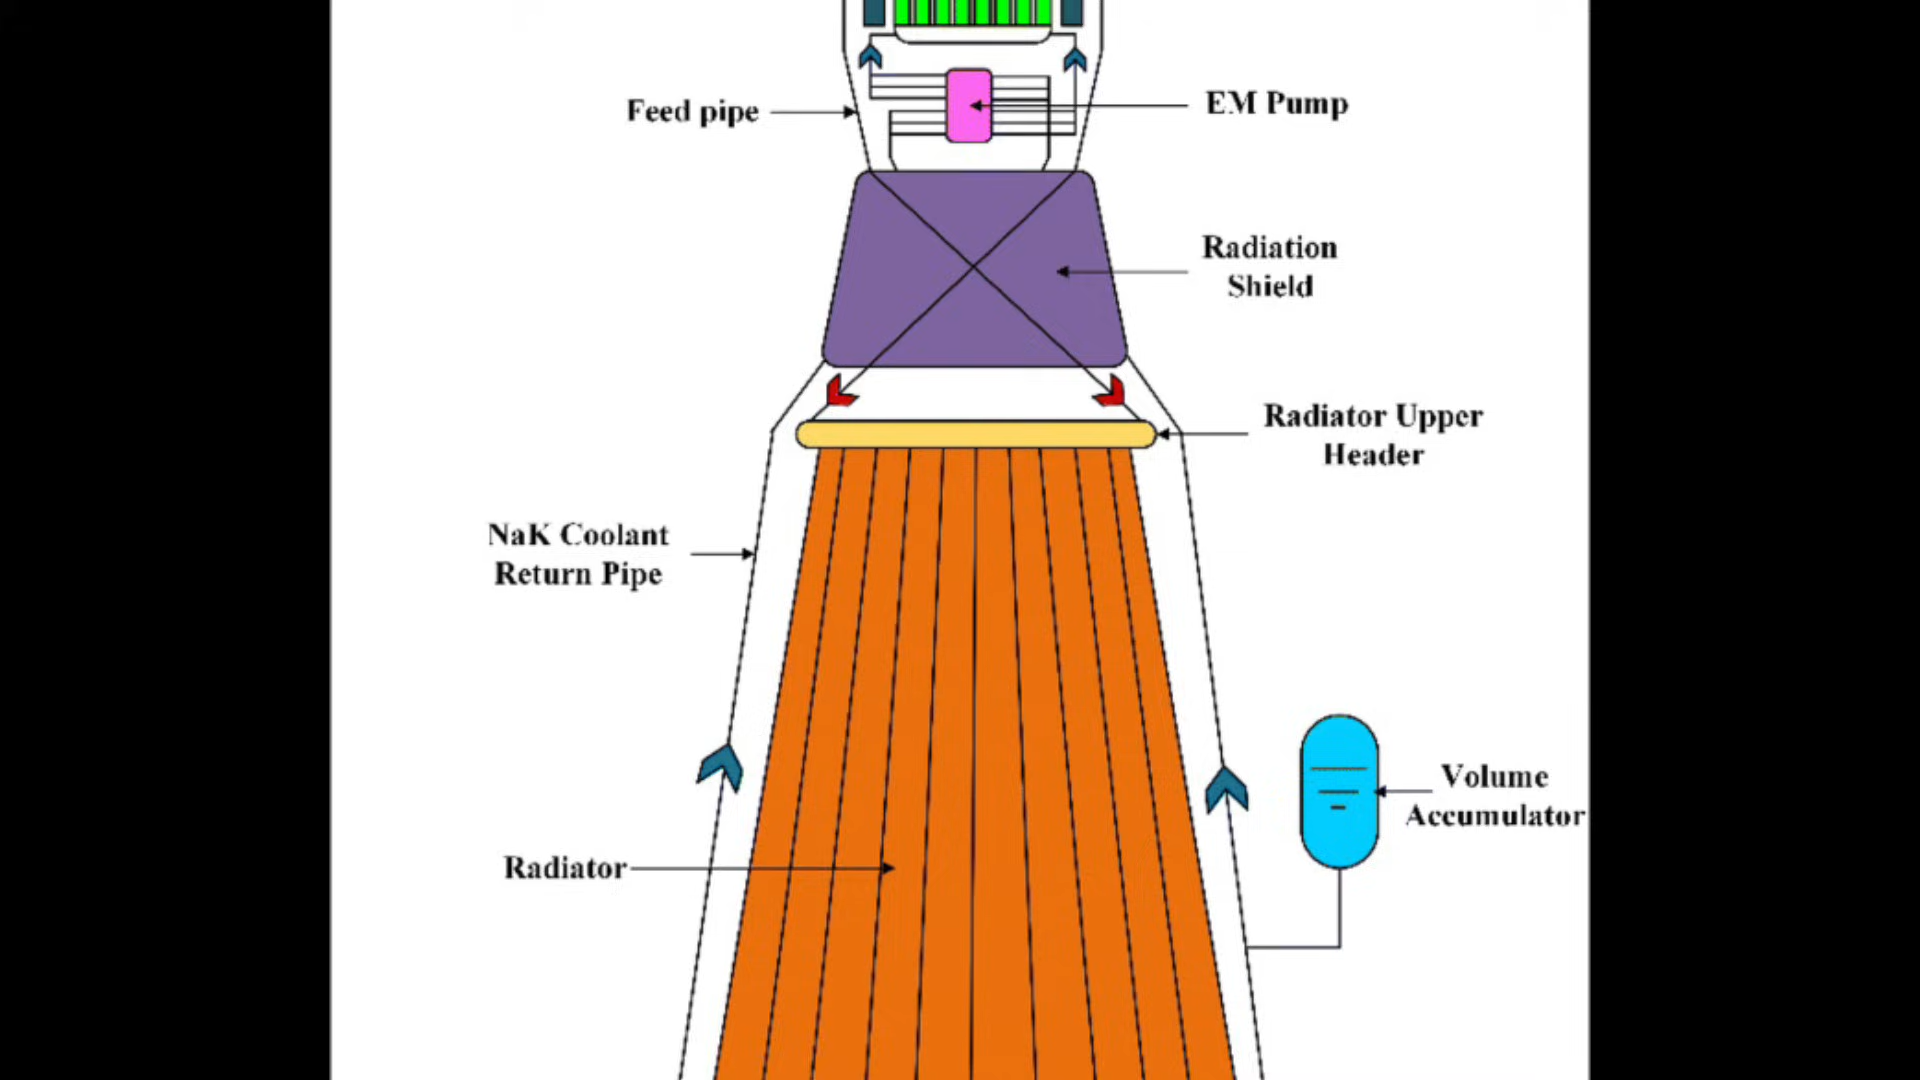 Feed pipe
EM Pump
Radiation
Shield
Radiator Upper
Header
NaK Coolant
Return Pipe
Volume
Accumulator
Radiator